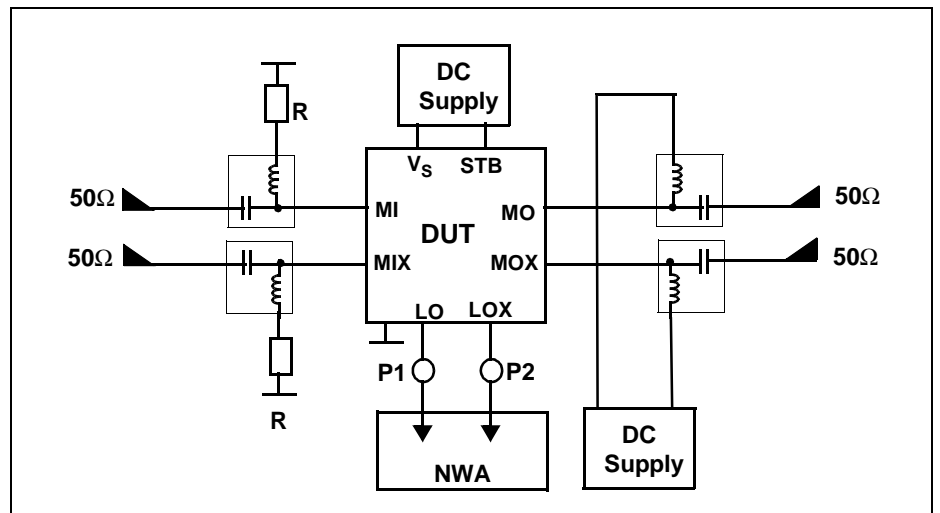 DC
Supply
R
V_S STB
50Ω
MI
MO
50Ω
DUT
50Ω
MIX
MOX
50Ω
LO LOX
P1
P2
R
DC
Supply
NWA